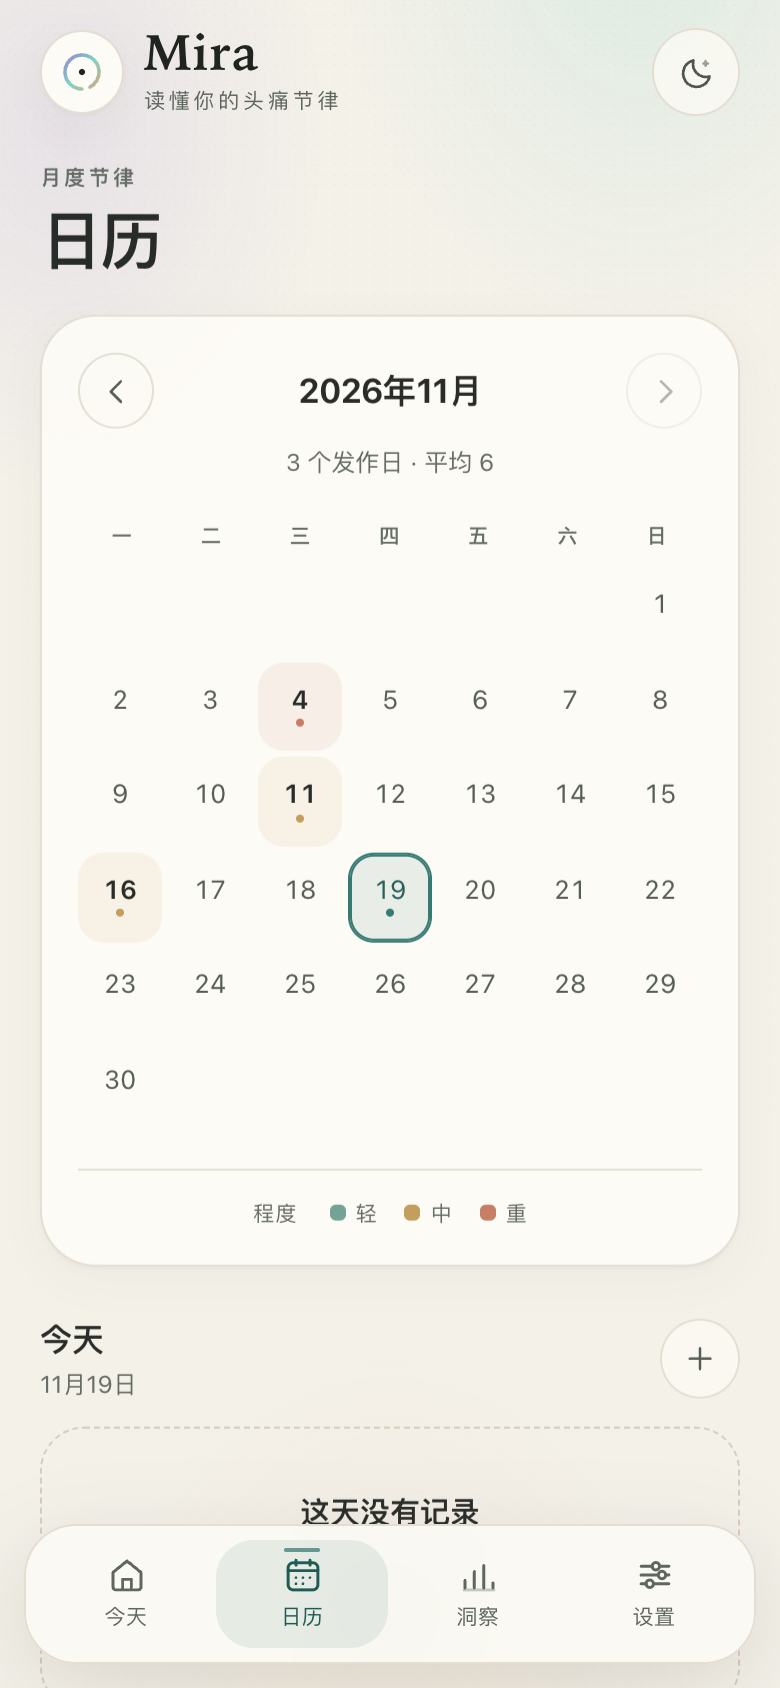 Mira
读懂你的头痛节律
月度节律
日历
2026年11月
3 个发作日 · 平均 6
一 二 三 四 五 六 日
1
2 3 4 5 6 7 8
9 10 11 12 13 14 15
16 17 18 19 20 21 22
23 24 25 26 27 28 29
30
程度 轻 中 重
今天
11月19日
这天没有记录
今天 日历 洞察 设置